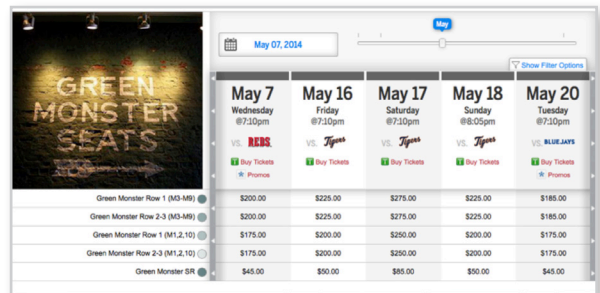 May
May 07, 2014
Show Filter Options
GREEN
MONSTER
SEATS
May 7
Wednesday
@7:10pm
VS. REDS
Buy Tickets
Promos
May 16
Friday
@7:10pm
VS. Tigers
Buy Tickets
May 17
Saturday
@7:10pm
VS. Tigers
Buy Tickets
May 18
Sunday
@8:05pm
VS. Tigers
Buy Tickets
May 20
Tuesday
@7:10pm
VS. BLUE JAYS
Buy Tickets
Promos
Green Monster Row 1 (M3-M9) $200.00 $225.00 $275.00 $225.00 $185.00
Green Monster Row 2-3 (M3-M9) $200.00 $225.00 $275.00 $225.00 $185.00
Green Monster Row 1 (M1,2,10) $175.00 $200.00 $250.00 $200.00 $175.00
Green Monster Row 2-3 (M1,2,10) $175.00 $200.00 $250.00 $200.00 $175.00
Green Monster SR $45.00 $50.00 $85.00 $50.00 $45.00